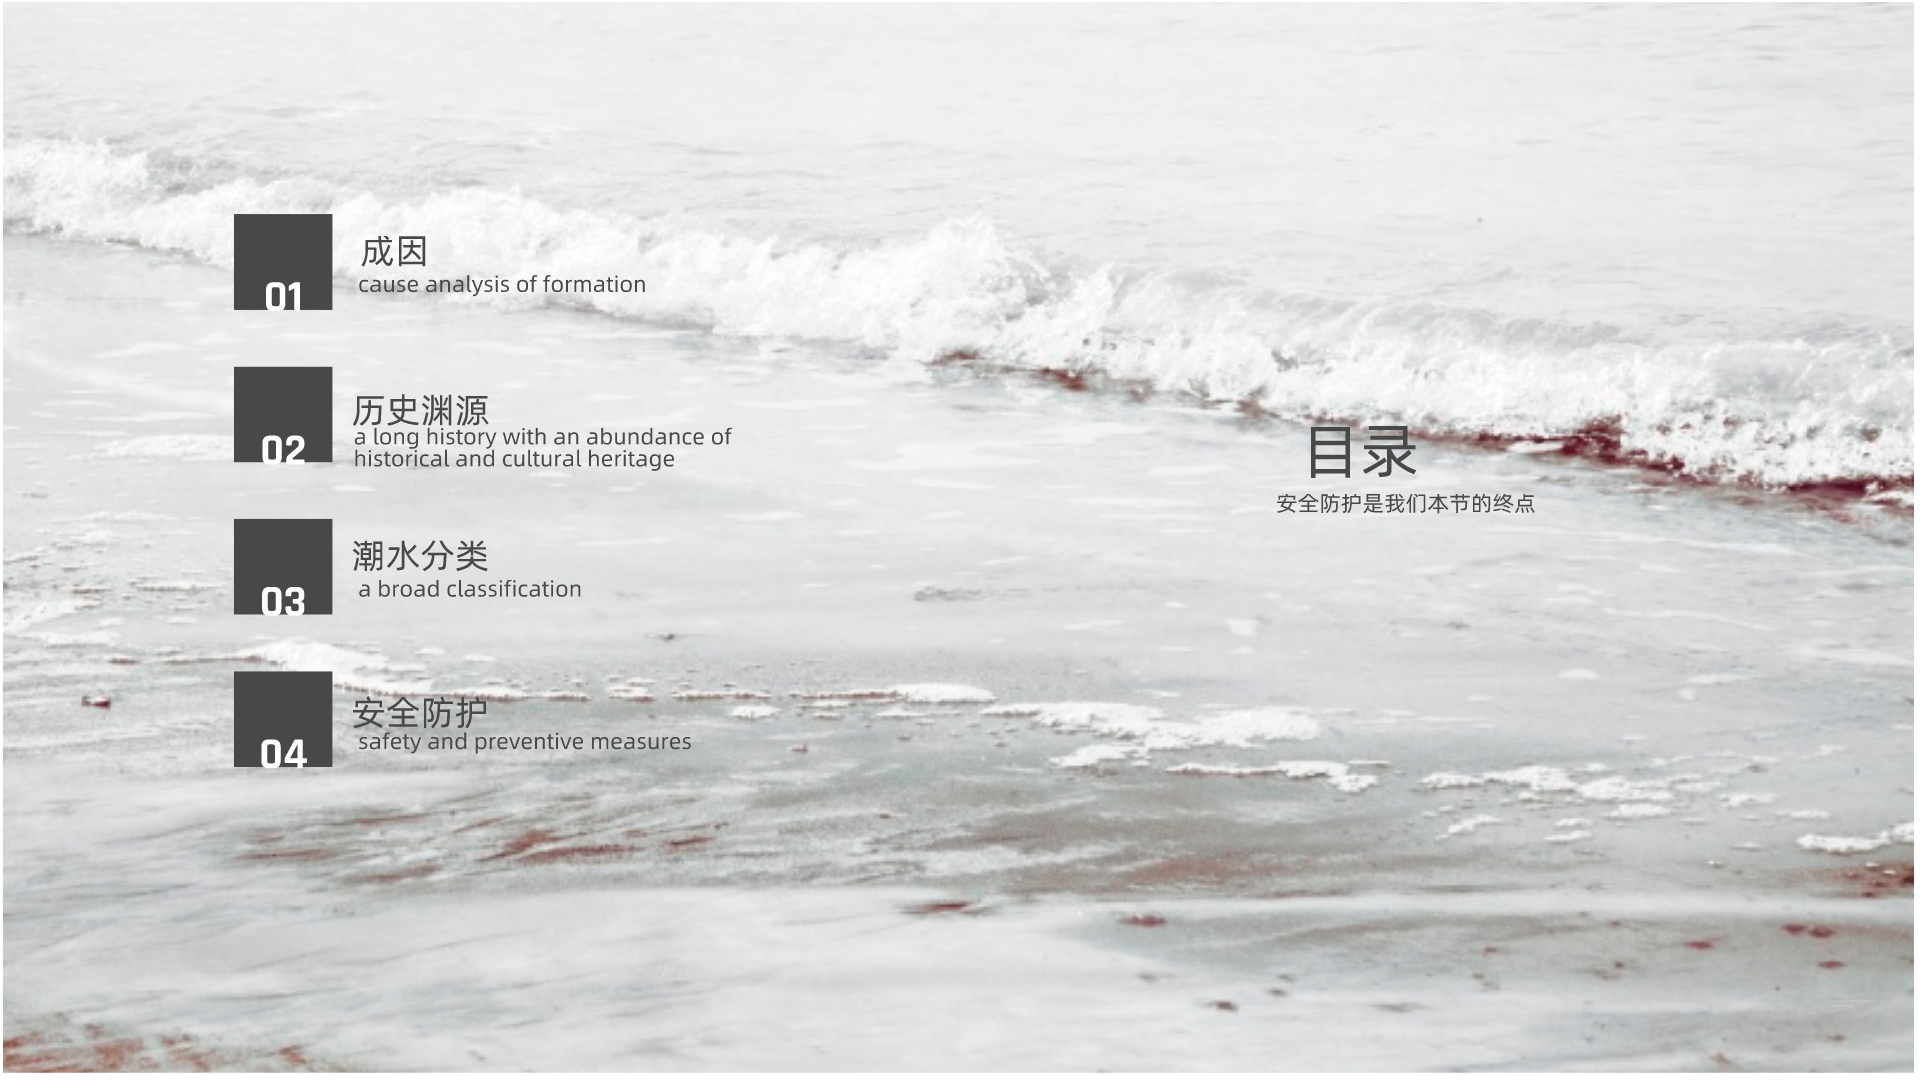 01
成因
cause analysis of formation
02
历史渊源
a long history with an abundance of
historical and cultural heritage
03
潮水分类
a broad classification
04
安全防护
safety and preventive measures
目录
安全防护是我们本节的终点